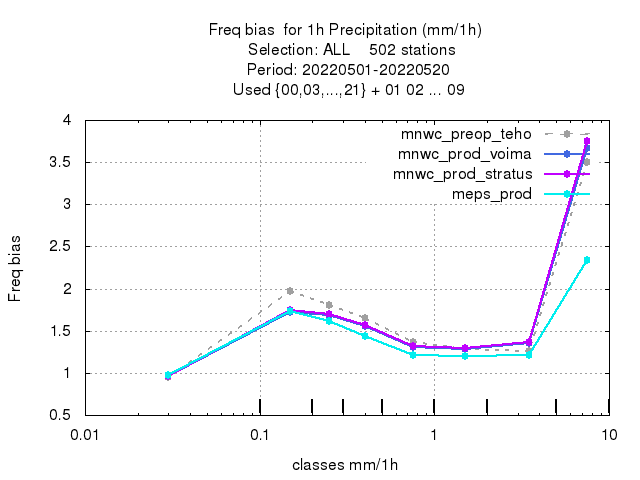 Freq bias  for 1h Precipitation (mm/1h)
Selection: ALL    502 stations
Period: 20220501-20220520
Used {00,03,...,21} + 01 02 ... 09
mnwc_preop_teho
mnwc_prod_voima
mnwc_prod_stratus
meps_prod
4
3.5
3
2.5
2
1.5
1
0.5
Freq bias
0.01
0.1
1
10
classes mm/1h